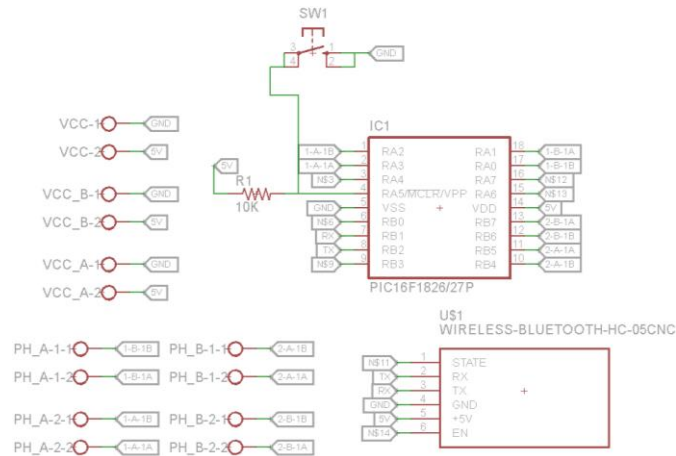 SW1
3 1
4 2
GND
IC1
VCC-1 GND
VCC-2 5V
VCC_B-1 GND
VCC_B-2 5V
VCC_A-1 GND
VCC_A-2 5V
5V
R1
10K
1-A-1B 1 RA2 RA1 18 1-B-1A
1-A-1A 2 RA3 RA0 17 1-B-1B
N$3 3 RA4 RA7 16 N$12
4 RA5/MCLR/VPP RA6 15 N$13
GND 5 VSS VDD 14 5V
N$6 6 RB0 RB7 13 2-B-1A
RX 7 RB1 RB6 12 2-B-1B
TX 8 RB2 RB5 11 2-A-1A
N$9 9 RB3 RB4 10 2-A-1B
PIC16F1826/27P
PH_A-1-1 1-B-1B PH_B-1-1 2-A-1B
PH_A-1-2 1-B-1A PH_B-1-2 2-A-1A
PH_A-2-1 1-A-1B PH_B-2-1 2-B-1B
PH_A-2-2 1-A-1A PH_B-2-2 2-B-1A
U$1
WIRELESS-BLUETOOTH-HC-05CNC
N$11 1 STATE
TX 2 RX
RX 3 TX
GND 4 GND
5V 5 +5V
N$14 6 EN